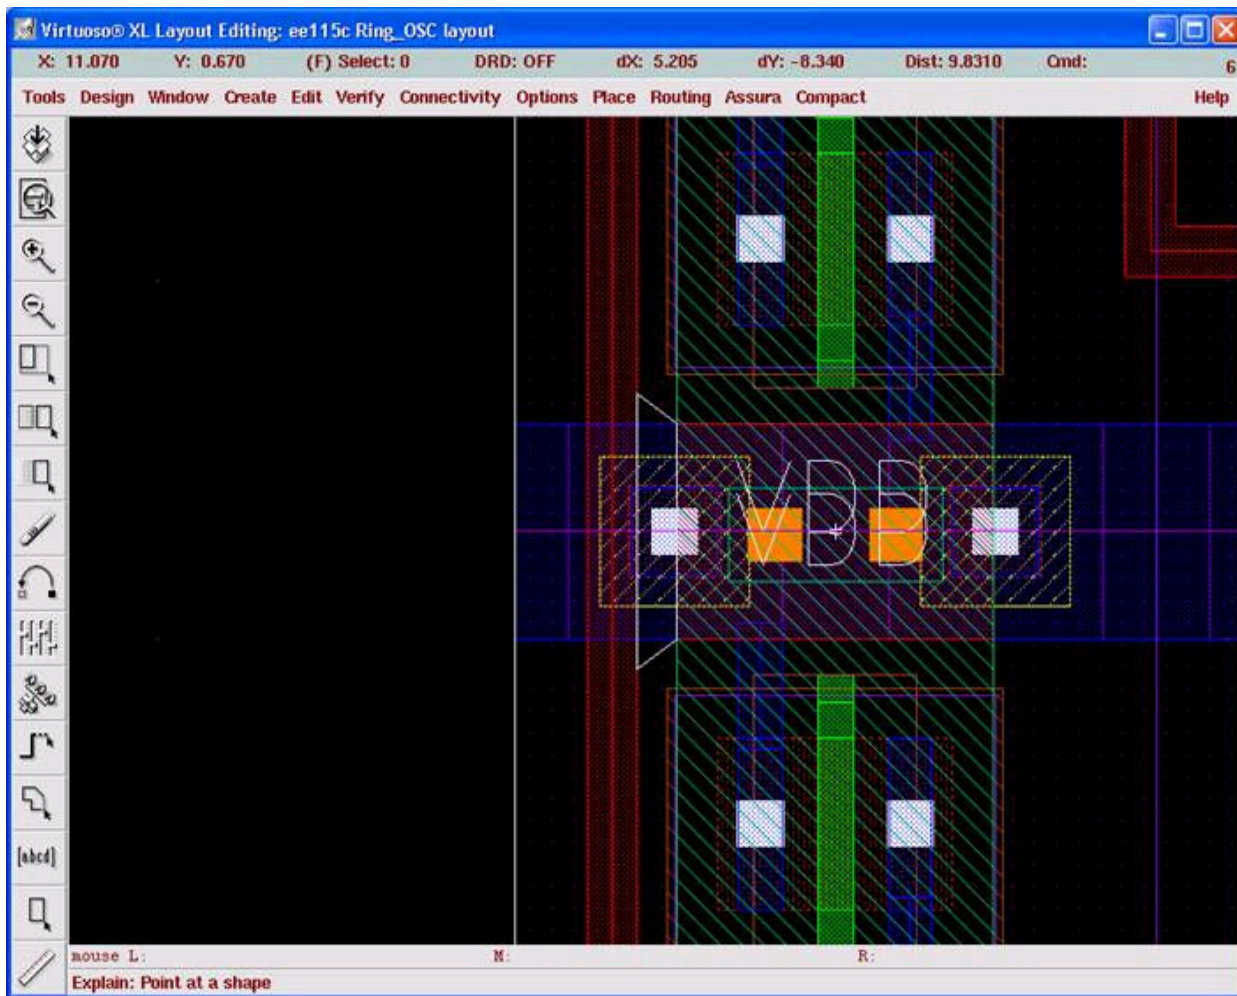 Virtuoso® XL Layout Editing: ee115c Ring_OSC layout
X: 11.070 Y: 0.670 (F) Select: 0 DRD: OFF dX: 5.205 dY: -8.340 Dist: 9.8310 Cmd: 6
Tools Design Window Create Edit Verify Connectivity Options Place Routing Assura Compact Help
VDD
[abcd]
mouse L: M: R:
Explain: Point at a shape